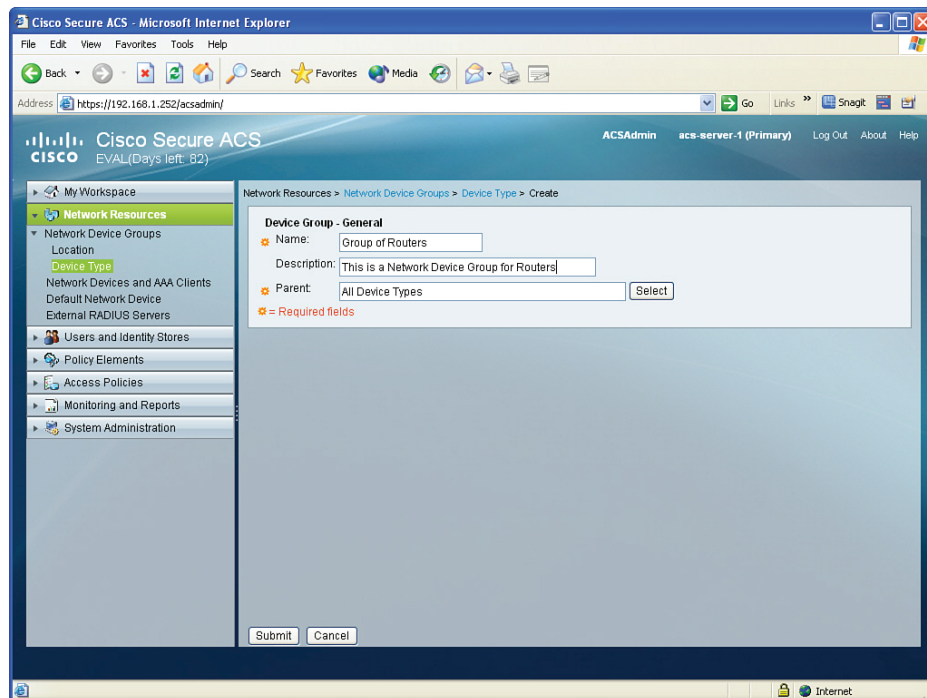 Cisco Secure ACS - Microsoft Internet Explorer
File Edit View Favorites Tools Help
Back Search Favorites Media
Address https://192.168.1.252/acsadmin/ Go Links » SnagIt
CISCO Cisco Secure ACS
EVAL(Days left: 82)
ACSAdmin acs-server-1 (Primary) Log Out About Help
My Workspace
Network Resources
Network Device Groups
Location
Device Type
Network Devices and AAA Clients
Default Network Device
External RADIUS Servers
Users and Identity Stores
Policy Elements
Access Policies
Monitoring and Reports
System Administration
Network Resources > Network Device Groups > Device Type > Create
Device Group - General
Name: Group of Routers
Description: This is a Network Device Group for Routers
Parent: All Device Types Select
= Required fields
Submit Cancel
Internet